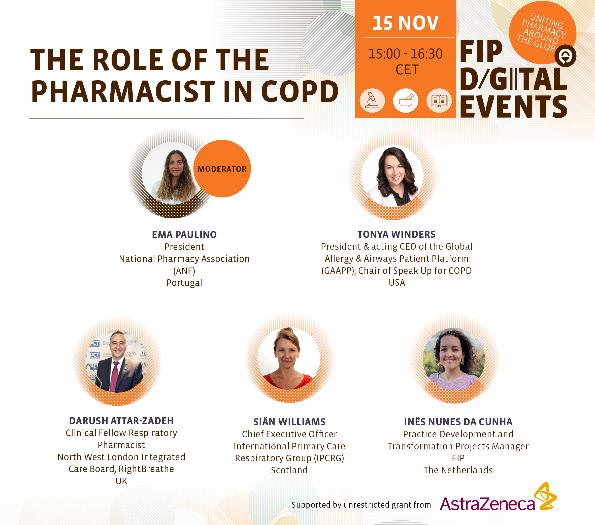 THE ROLE OF THE
PHARMACIST IN COPD
15 NOV
15:00 - 16:30
CET
FIP
D/GIITAL
EVENTS
UNITING
PHARMACY
AROUND
THE GLOBE
MODERATOR
EMA PAULINO
President
National Pharmacy Association
(ANF)
Portugal
TONYA WINDERS
President & acting CEO of the Global
Allergy & Airways Patient Platform
(GAAPP); Chair of Speak Up for COPD
USA
DARUSH ATTAR-ZADEH
Clinical Fellow Respiratory
Pharmacist
North West London Integrated
Care Board, RightBreathe
UK
SIÂN WILLIAMS
Chief Executive Officer
International Primary Care
Respiratory Group (IPCRG)
Scotland
INÊS NUNES DA CUNHA
Practice Development and
Transformation Projects Manager
FIP
The Netherlands
Supported by unrestricted grant from AstraZeneca